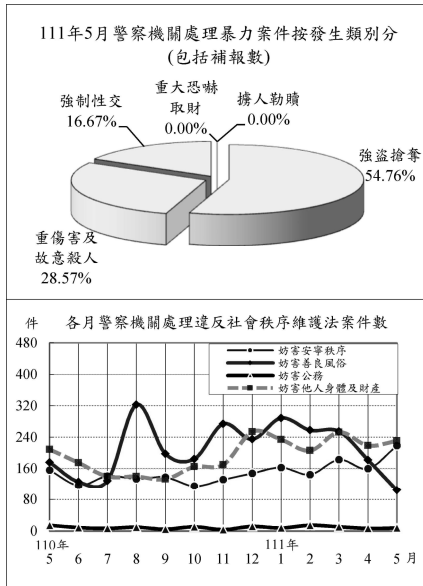 111年5月警察機關處理暴力案件按發生類別分
(包括補報數)
強制性交
16.67%
重大恐嚇
取財
0.00%
擄人勒贖
0.00%
強盜搶奪
54.76%
重傷害及
故意殺人
28.57%
各月警察機關處理違反社會秩序維護法案件數
件
480
400
320
240
160
80
0
妨害安寧秩序
妨害善良風俗
妨害公務
妨害他人身體及財產
110年
111年
5 6 7 8 9 10 11 12 1 2 3 4 5 月